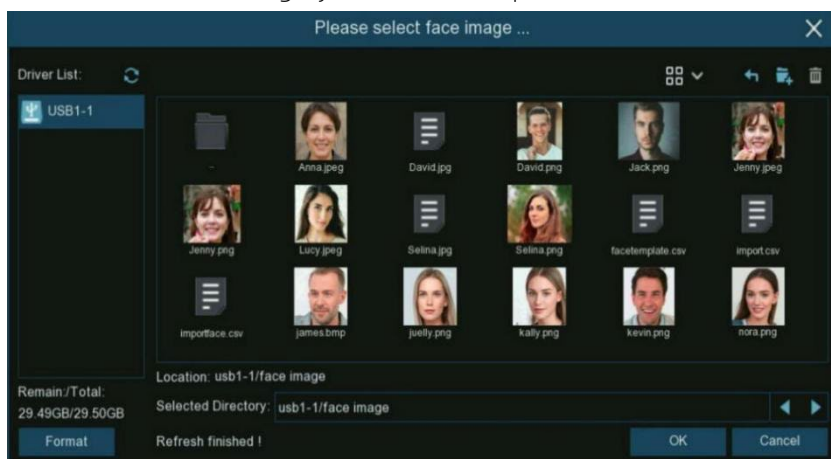 Please select face image ...
Driver List:
USB1-1
..
Anna.jpeg
David.jpg
David.png
Jack.png
Jenny.jpeg
Jenny.png
Lucy.jpeg
Selina.jpg
Selina.png
facetemplate.csv
import.csv
importface.csv
james.bmp
juelly.png
kally.png
kevin.png
nora.png
Location: usb1-1/face image
Remain:/Total:
29.49GB/29.50GB
Selected Directory: usb1-1/face image
Format
Refresh finished !
OK
Cancel